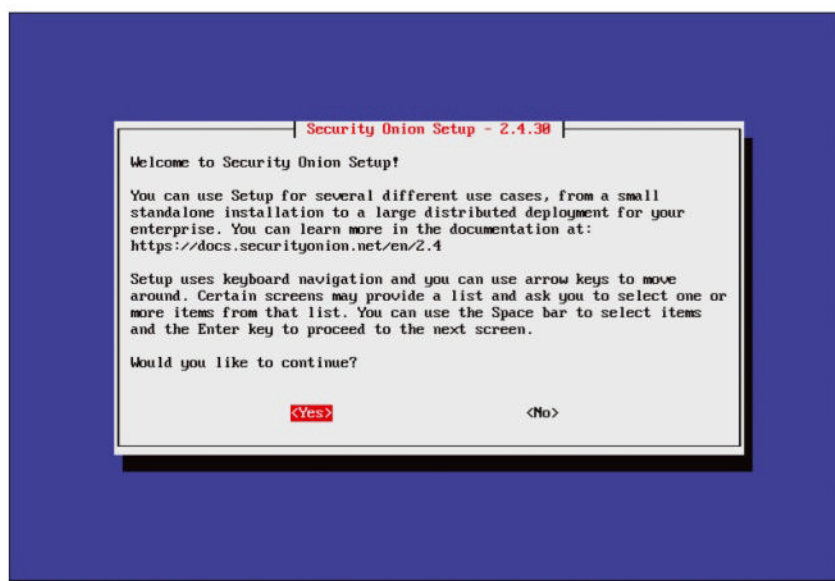 Security Onion Setup - 2.4.30
Welcome to Security Onion Setup!
You can use Setup for several different use cases, from a small
standalone installation to a large distributed deployment for your
enterprise. You can learn more in the documentation at:
https://docs.securityonion.net/en/2.4
Setup uses keyboard navigation and you can use arrow keys to move
around. Certain screens may provide a list and ask you to select one or
more items from that list. You can use the Space bar to select items
and the Enter key to proceed to the next screen.
Would you like to continue?
<Yes> <No>